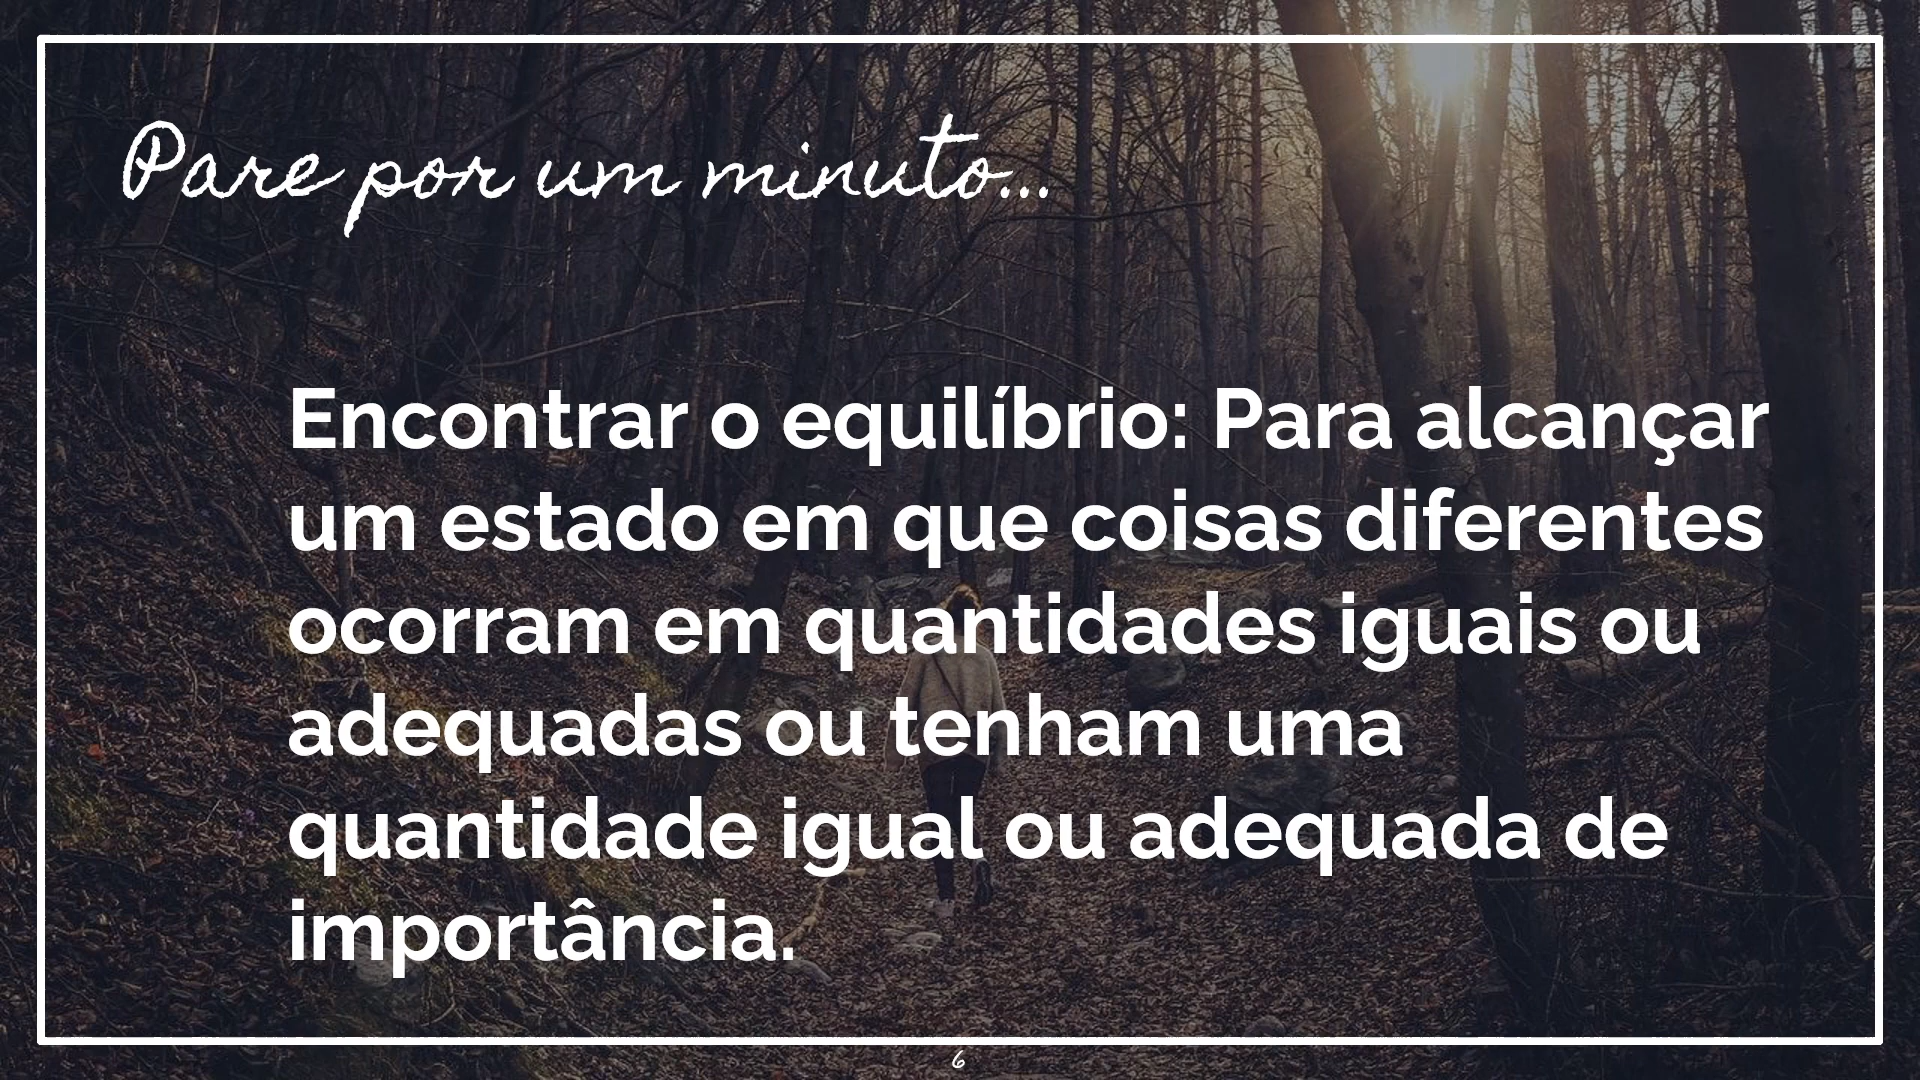 Pare por um minuto...
Encontrar o equilíbrio: Para alcançar
um estado em que coisas diferentes
ocorram em quantidades iguais ou
adequadas ou tenham uma
quantidade igual ou adequada de
importância.
6